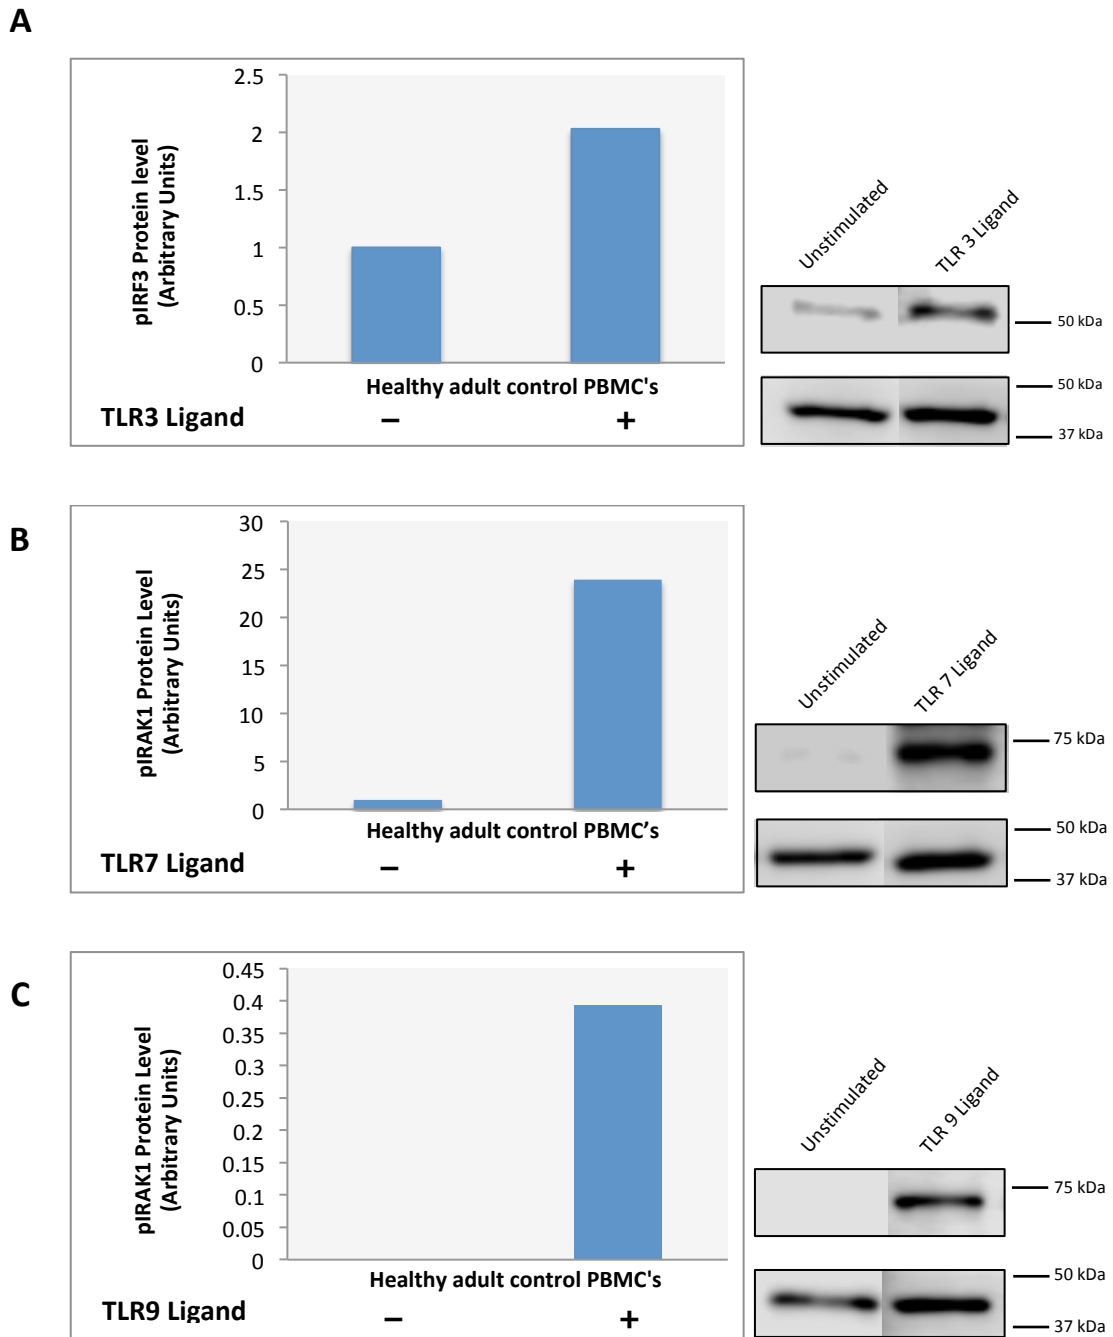 A
pIRF3 Protein level
(Arbitrary Units)
2.5
2
1.5
1
0.5
0
Healthy adult control PBMC's
TLR3 Ligand − +
Unstimulated
TLR 3 Ligand
50 kDa
50 kDa
37 kDa
B
pIRAK1 Protein Level
(Arbitrary Units)
30
25
20
15
10
5
0
Healthy adult control PBMC’s
TLR7 Ligand − +
Unstimulated
TLR 7 Ligand
75 kDa
50 kDa
37 kDa
C
pIRAK1 Protein Level
(Arbitrary Units)
0.45
0.4
0.35
0.3
0.25
0.2
0.15
0.1
0.05
0
Healthy adult control PBMC's
TLR9 Ligand − +
Unstimulated
TLR 9 Ligand
75 kDa
50 kDa
37 kDa